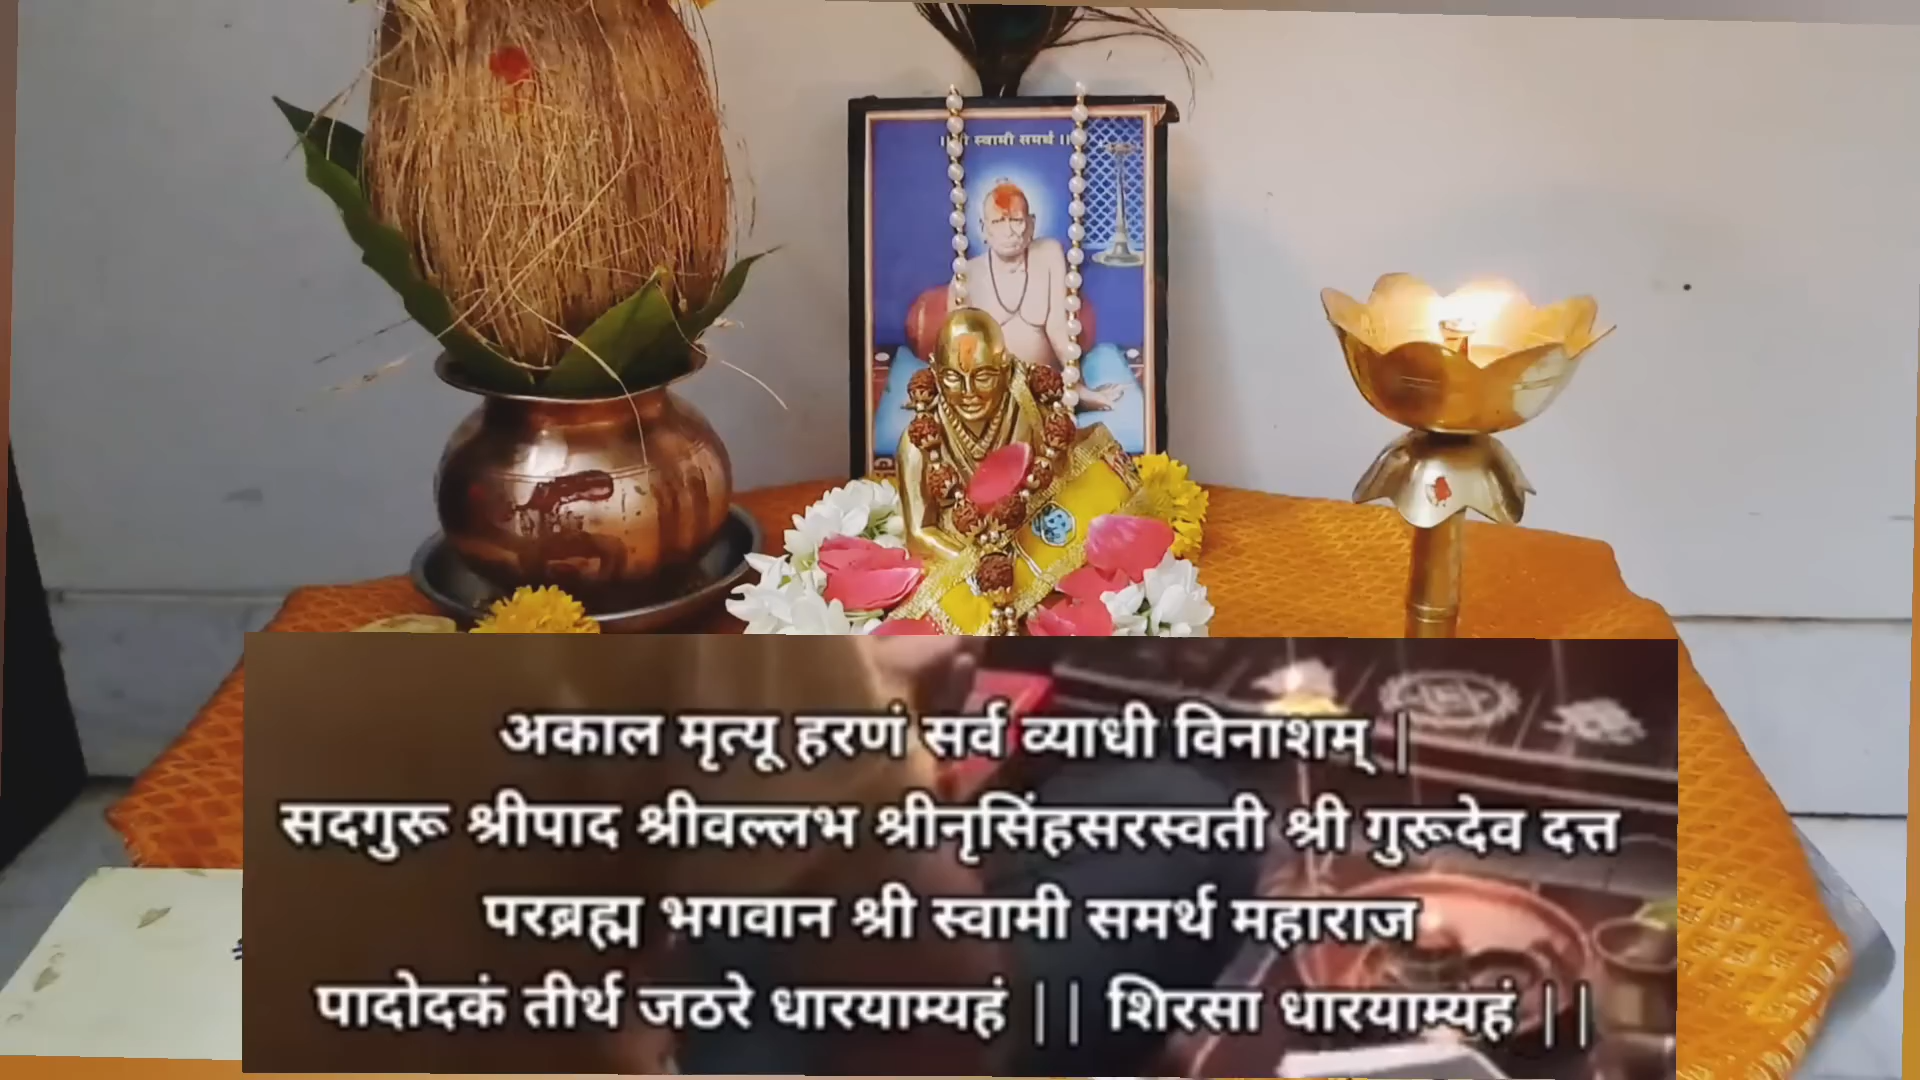 स्वामी समर्थ ||
अकाल मृत्यू हरणं सर्व व्याधी विनाशम् |
सदगुरू श्रीपाद श्रीवल्लभ श्रीनृसिंहसरस्वती श्री गुरूदेव दत्त
परब्रह्म भगवान श्री स्वामी समर्थ महाराज
पादोदकं तीर्थ जठरे धारयाम्यहं || शिरसा धारयाम्यहं ||